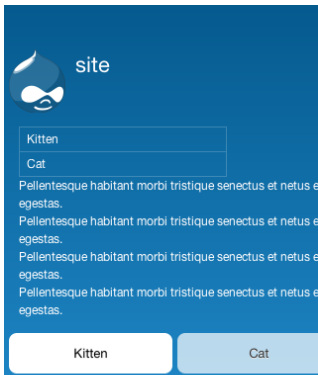 site
Kitten
Cat
Pellentesque habitant morbi tristique senectus et netus e
egestas.
Pellentesque habitant morbi tristique senectus et netus e
egestas.
Pellentesque habitant morbi tristique senectus et netus e
egestas.
Pellentesque habitant morbi tristique senectus et netus e
egestas.
Kitten Cat